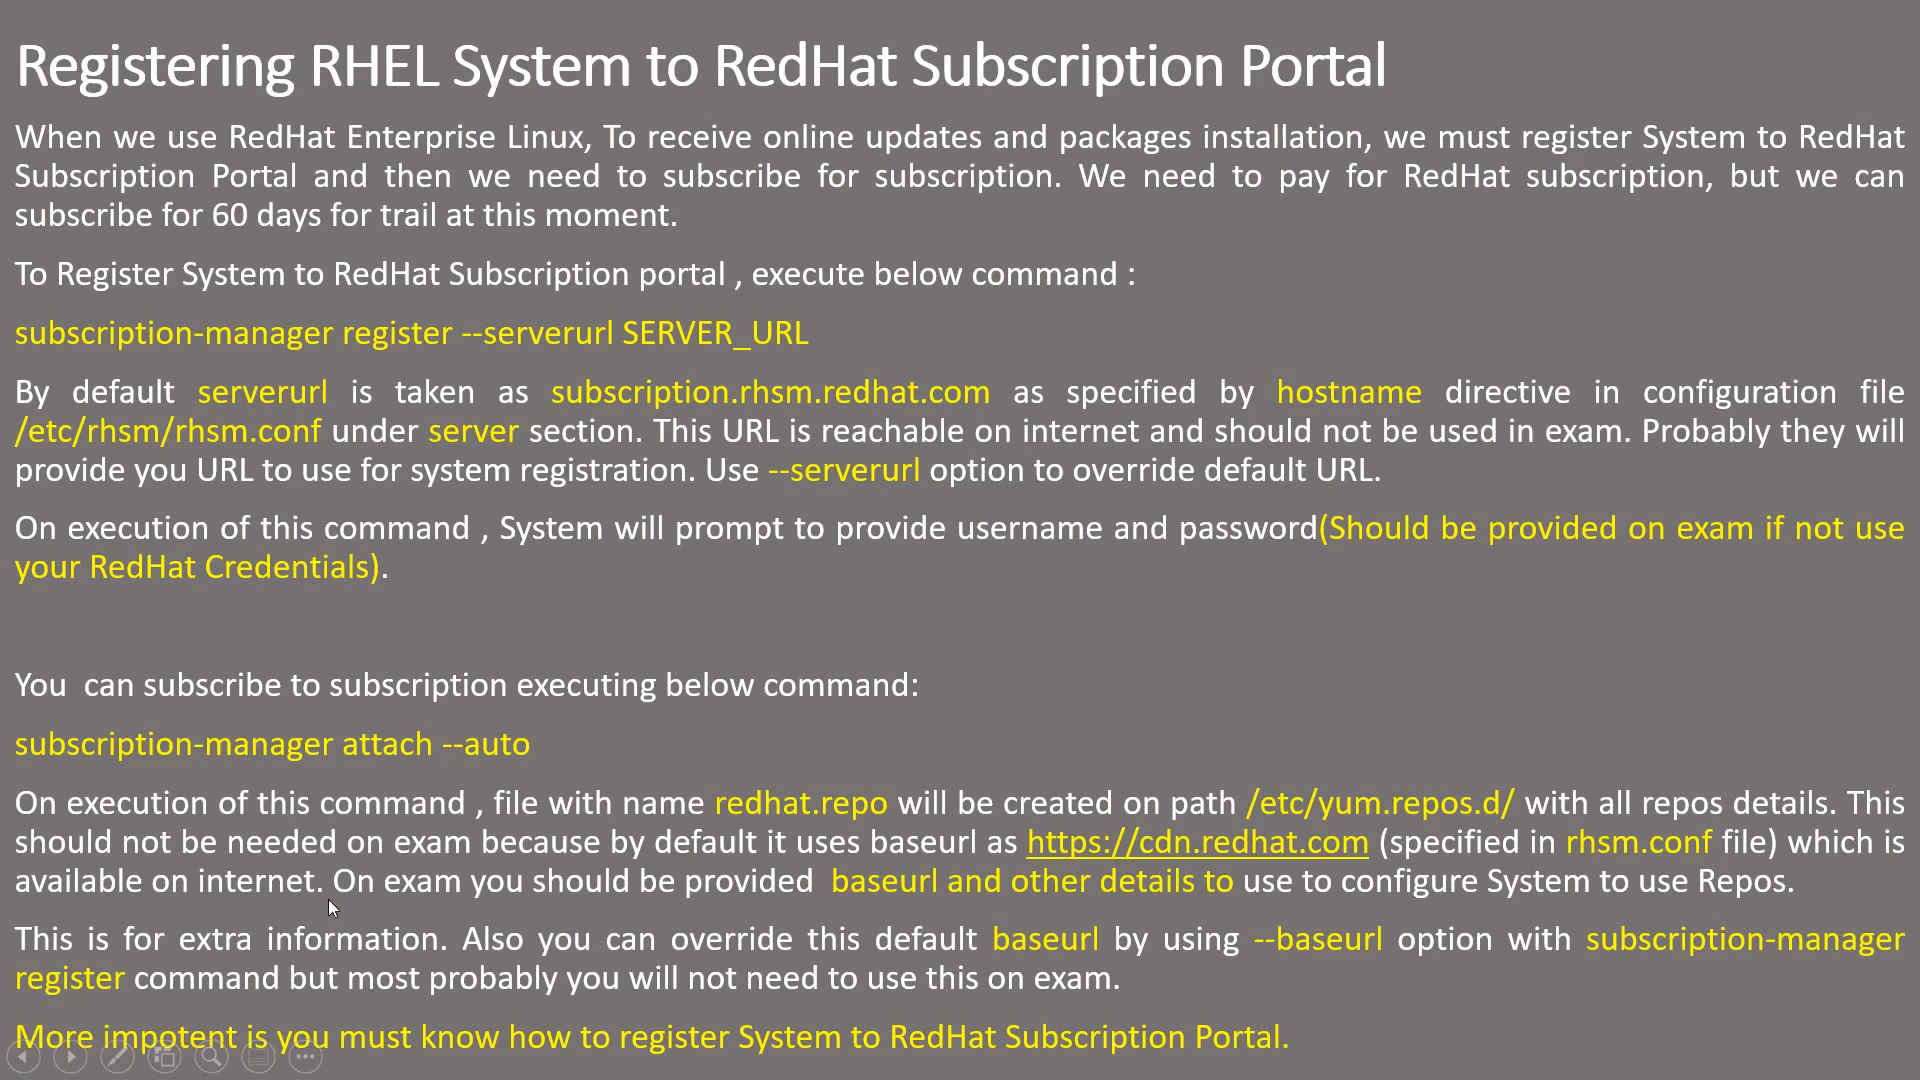 Registering RHEL System to RedHat Subscription Portal
When we use RedHat Enterprise Linux, To receive online updates and packages installation, we must register System to RedHat
Subscription Portal and then we need to subscribe for subscription. We need to pay for RedHat subscription, but we can
subscribe for 60 days for trail at this moment.
To Register System to RedHat Subscription portal , execute below command :
subscription-manager register --serverurl SERVER_URL
By default serverurl is taken as subscription.rhsm.redhat.com as specified by hostname directive in configuration file
/etc/rhsm/rhsm.conf under server section. This URL is reachable on internet and should not be used in exam. Probably they will
provide you URL to use for system registration. Use --serverurl option to override default URL.
On execution of this command , System will prompt to provide username and password(Should be provided on exam if not use
your RedHat Credentials).
You  can subscribe to subscription executing below command:
subscription-manager attach --auto
On execution of this command , file with name redhat.repo will be created on path /etc/yum.repos.d/ with all repos details. This
should not be needed on exam because by default it uses baseurl as https://cdn.redhat.com (specified in rhsm.conf file) which is
available on internet. On exam you should be provided  baseurl and other details to use to configure System to use Repos.
This is for extra information. Also you can override this default baseurl by using --baseurl option with subscription-manager
register command but most probably you will not need to use this on exam.
More impotent is you must know how to register System to RedHat Subscription Portal.